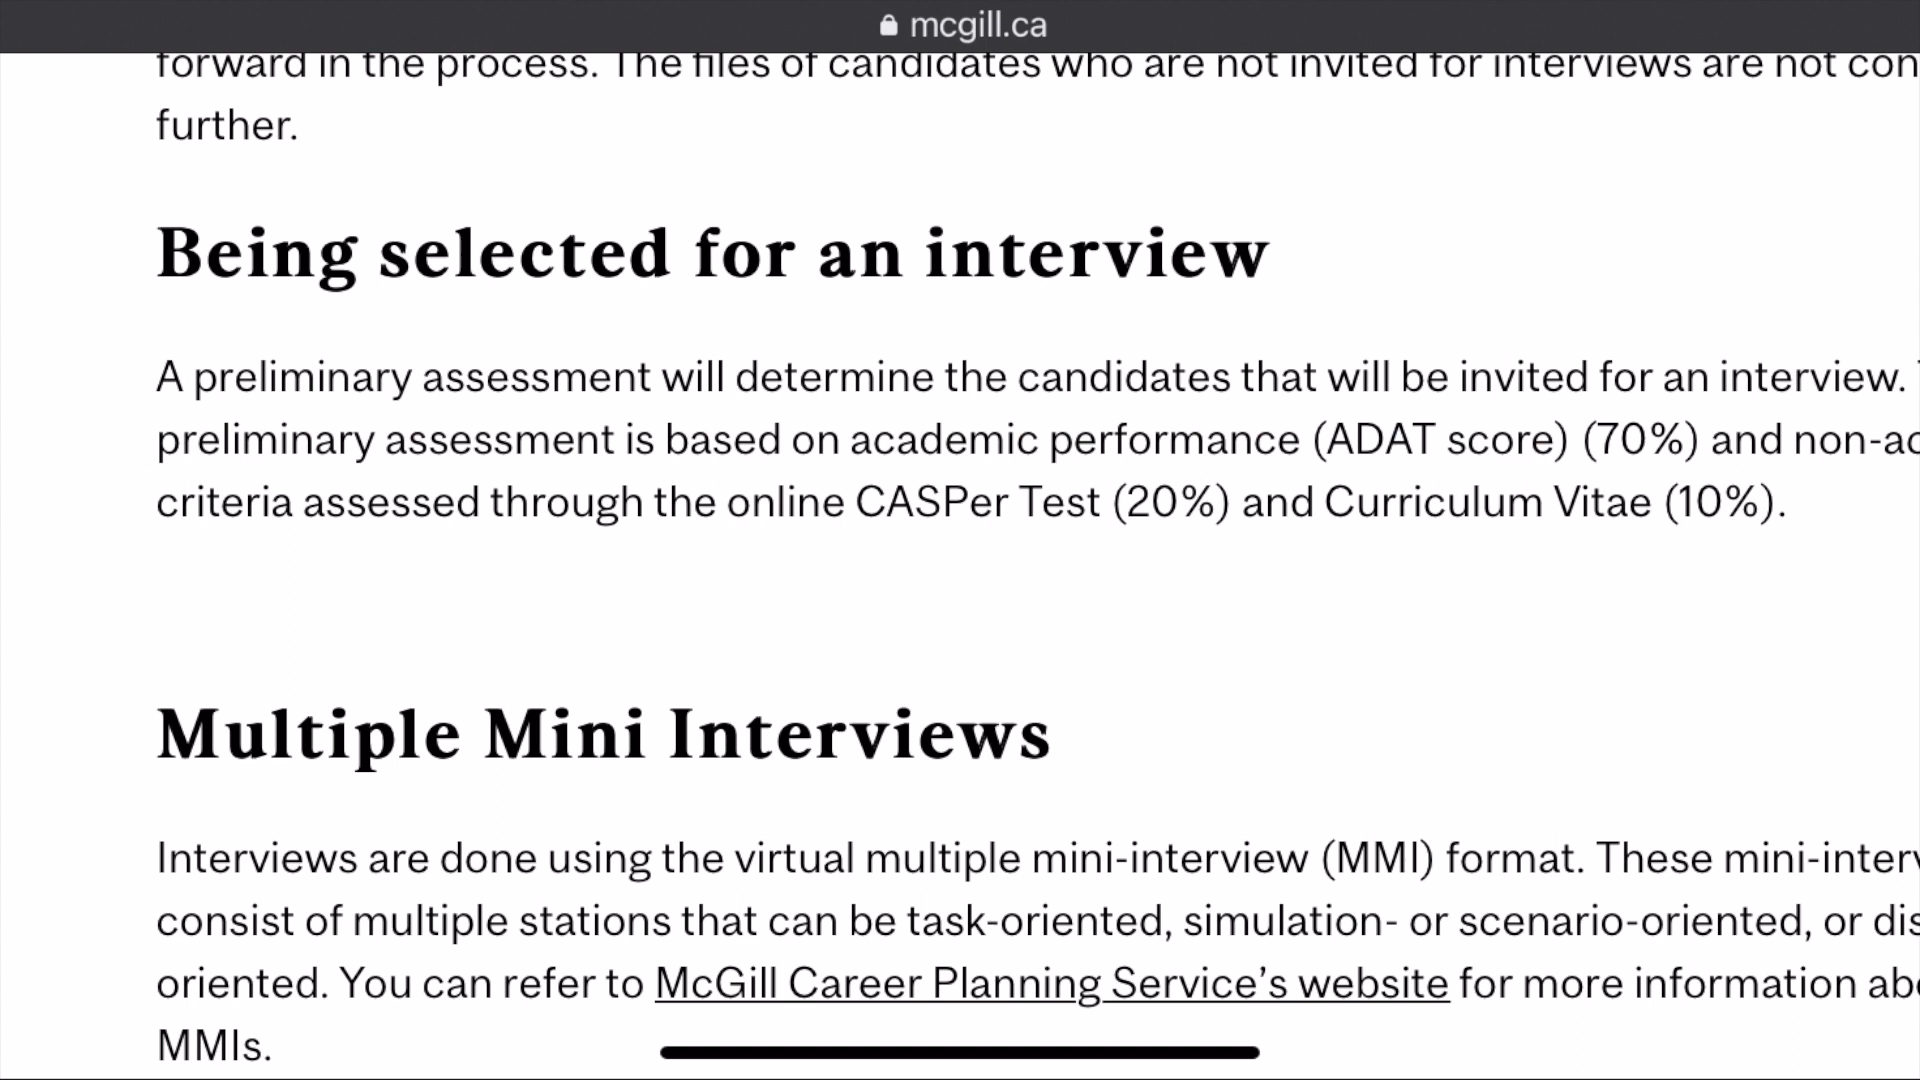 mcgill.ca
forward in the process. The files of candidates who are not invited for interviews are not con
further.
Being selected for an interview
A preliminary assessment will determine the candidates that will be invited for an interview.
preliminary assessment is based on academic performance (ADAT score) (70%) and non-ac
criteria assessed through the online CASPer Test (20%) and Curriculum Vitae (10%).
Multiple Mini Interviews
Interviews are done using the virtual multiple mini-interview (MMI) format. These mini-interv
consist of multiple stations that can be task-oriented, simulation- or scenario-oriented, or dis
oriented. You can refer to McGill Career Planning Service’s website for more information abo
MMIs.